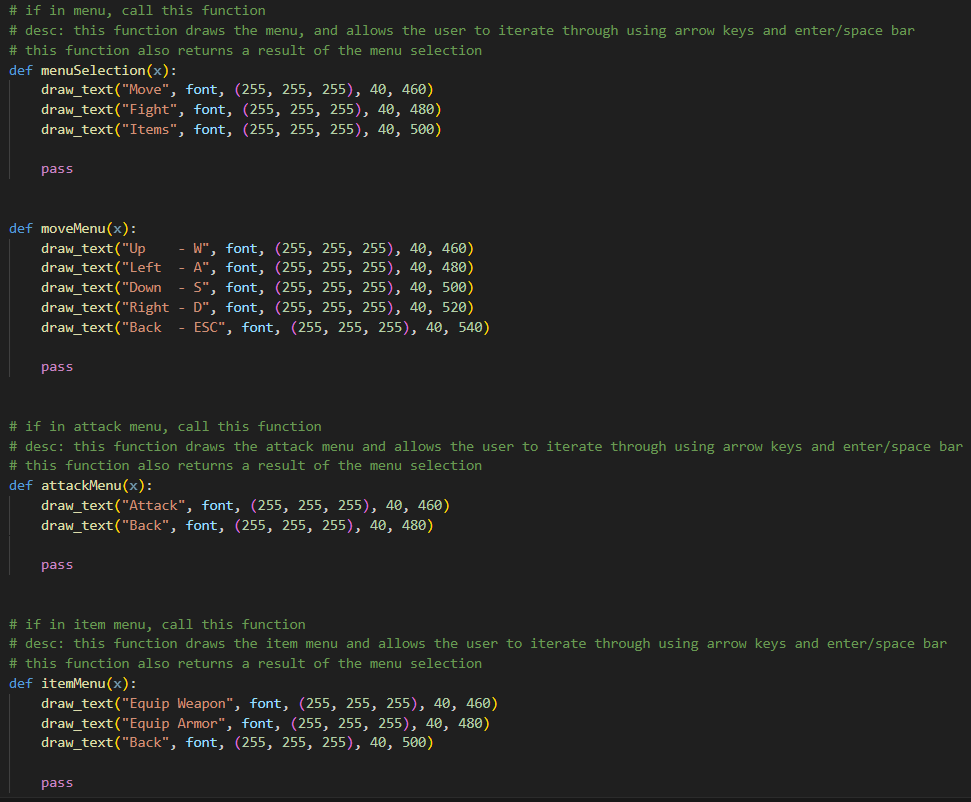 # if in menu, call this function
# desc: this function draws the menu, and allows the user to iterate through using arrow keys and enter/space bar
# this function also returns a result of the menu selection
def menuSelection(x):
    draw_text("Move", font, (255, 255, 255), 40, 460)
    draw_text("Fight", font, (255, 255, 255), 40, 480)
    draw_text("Items", font, (255, 255, 255), 40, 500)

    pass


def moveMenu(x):
    draw_text("Up    - W", font, (255, 255, 255), 40, 460)
    draw_text("Left  - A", font, (255, 255, 255), 40, 480)
    draw_text("Down  - S", font, (255, 255, 255), 40, 500)
    draw_text("Right - D", font, (255, 255, 255), 40, 520)
    draw_text("Back  - ESC", font, (255, 255, 255), 40, 540)

    pass


# if in attack menu, call this function
# desc: this function draws the attack menu and allows the user to iterate through using arrow keys and enter/space bar
# this function also returns a result of the menu selection
def attackMenu(x):
    draw_text("Attack", font, (255, 255, 255), 40, 460)
    draw_text("Back", font, (255, 255, 255), 40, 480)

    pass


# if in item menu, call this function
# desc: this function draws the item menu and allows the user to iterate through using arrow keys and enter/space bar
# this function also returns a result of the menu selection
def itemMenu(x):
    draw_text("Equip Weapon", font, (255, 255, 255), 40, 460)
    draw_text("Equip Armor", font, (255, 255, 255), 40, 480)
    draw_text("Back", font, (255, 255, 255), 40, 500)

    pass